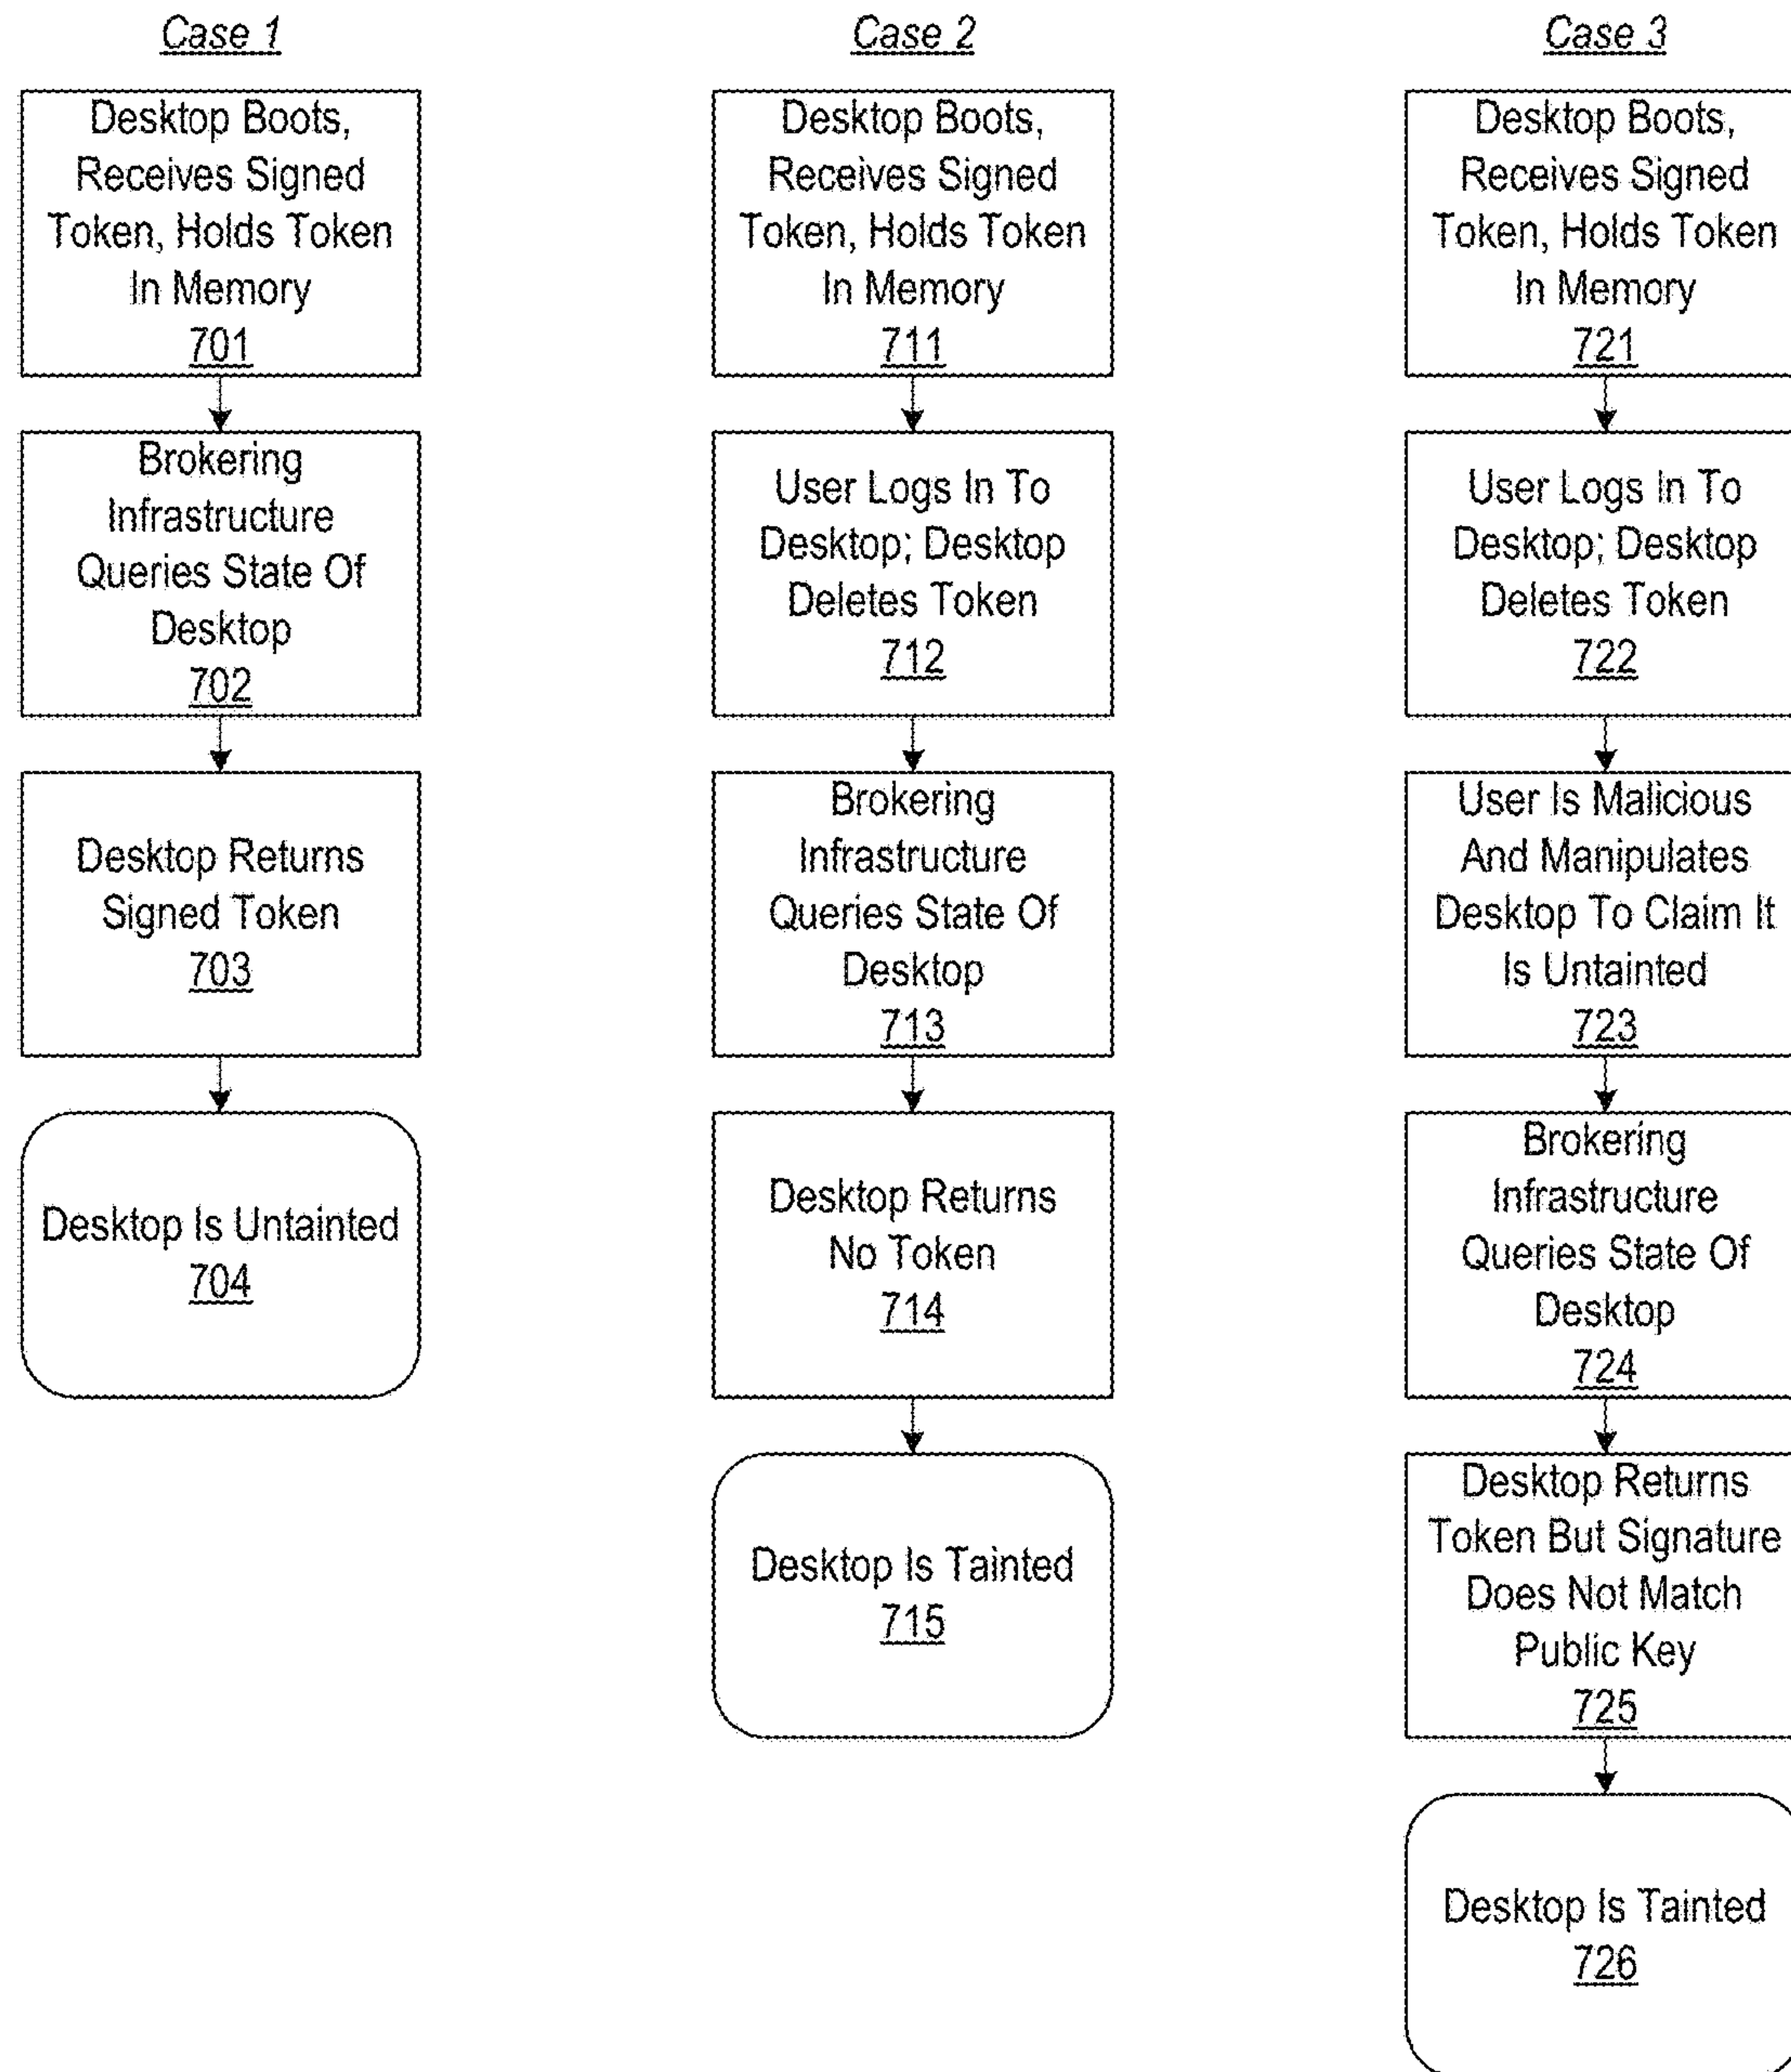 Case 1
Desktop Boots,
Receives Signed
Token, Holds Token
In Memory
701
Brokering
Infrastructure
Queries State Of
Desktop
702
Desktop Returns
Signed Token
703
Desktop Is Untainted
704
Case 2
Desktop Boots,
Receives Signed
Token, Holds Token
In Memory
711
User Logs In To
Desktop; Desktop
Deletes Token
712
Brokering
Infrastructure
Queries State Of
Desktop
713
Desktop Returns
No Token
714
Desktop Is Tainted
715
Case 3
Desktop Boots,
Receives Signed
Token, Holds Token
In Memory
721
User Logs In To
Desktop; Desktop
Deletes Token
722
User Is Malicious
And Manipulates
Desktop To Claim It
Is Untainted
723
Brokering
Infrastructure
Queries State Of
Desktop
724
Desktop Returns
Token But Signature
Does Not Match
Public Key
725
Desktop Is Tainted
726